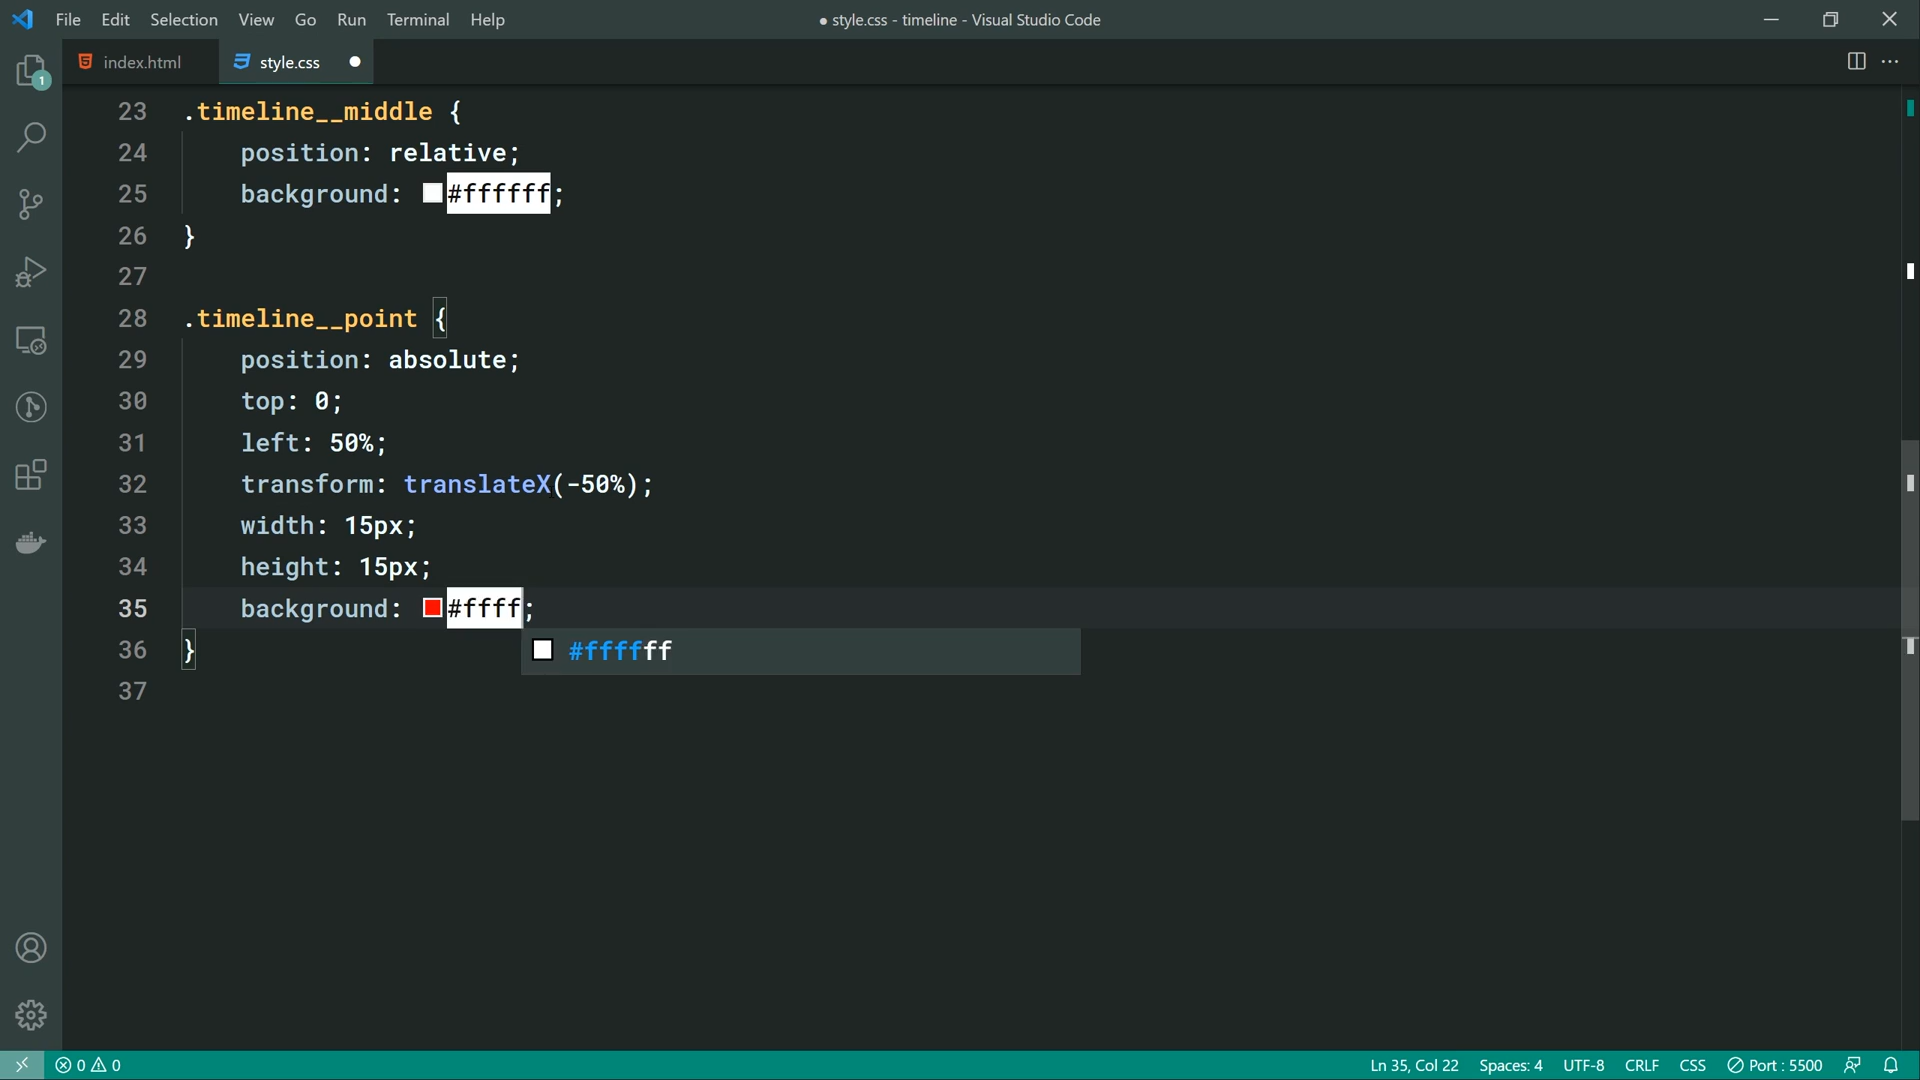 File Edit Selection View Go Run Terminal Help
● style.css - timeline - Visual Studio Code
index.html
style.css ●
1
23 .timeline__middle {
24 position: relative;
25 background: #ffffff;
26 }
27
28 .timeline__point {
29 position: absolute;
30 top: 0;
31 left: 50%;
32 transform: translateX(-50%);
33 width: 15px;
34 height: 15px;
35 background: #ffff;
36 }
#ffffff
37
0 0
Ln 35, Col 22 Spaces: 4 UTF-8 CRLF CSS Port : 5500